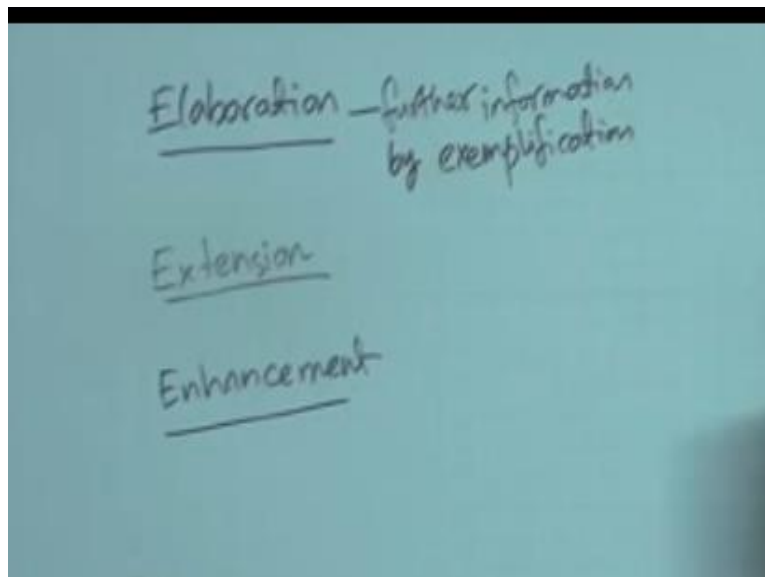 Elaboration - further information
by exemplification
Extension
Enhancement